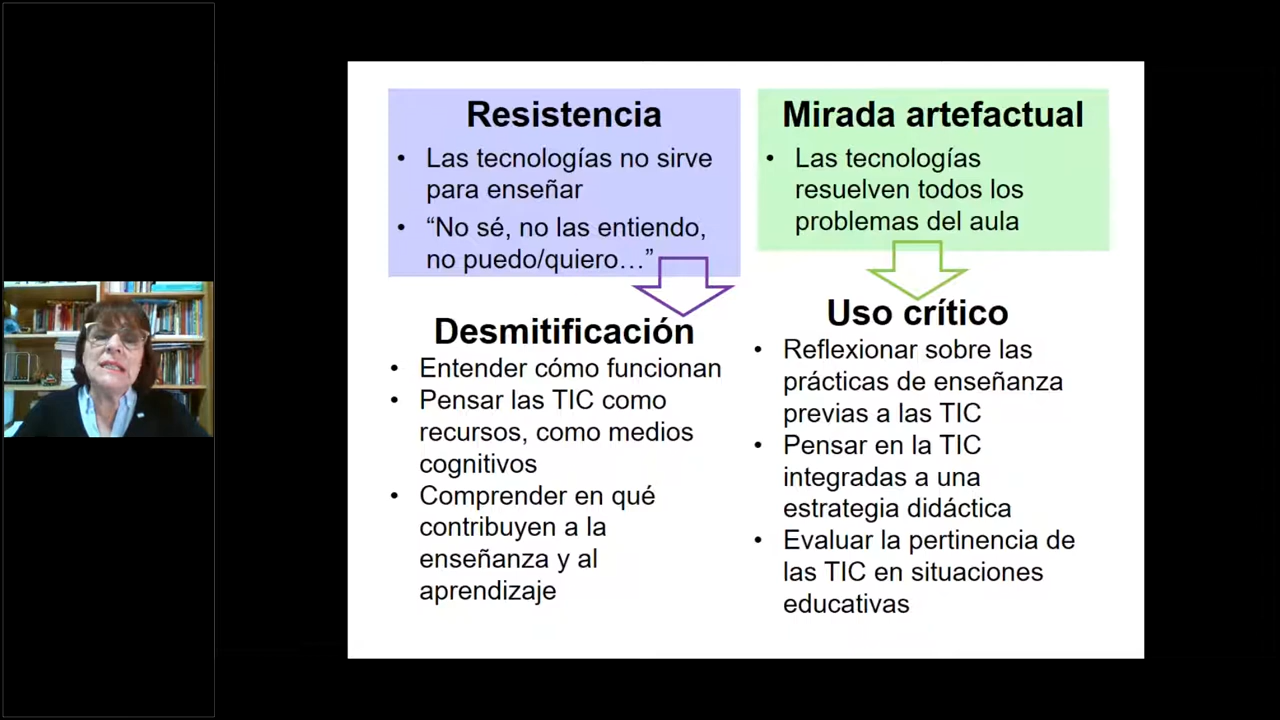 Resistencia
• Las tecnologías no sirve
para enseñar
• “No sé, no las entiendo,
no puedo/quiero…”
Desmitificación
• Entender cómo funcionan
• Pensar las TIC como
recursos, como medios
cognitivos
• Comprender en qué
contribuyen a la
enseñanza y al
aprendizaje
Mirada artefactual
• Las tecnologías
resuelven todos los
problemas del aula
Uso crítico
• Reflexionar sobre las
prácticas de enseñanza
previas a las TIC
• Pensar en la TIC
integradas a una
estrategia didáctica
• Evaluar la pertinencia de
las TIC en situaciones
educativas